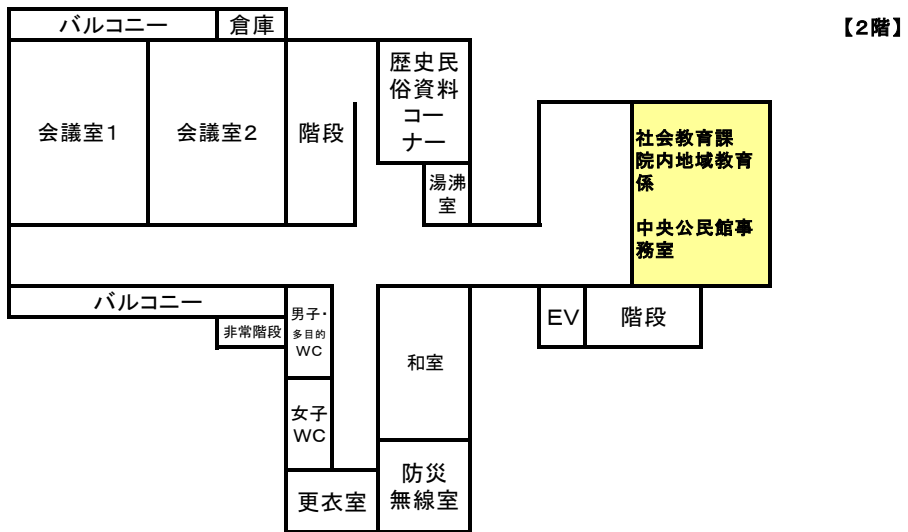 【2階】
バルコニー
倉庫
会議室1
会議室2
階段
歴史民
俗資料
コー
ナー
湯沸
室
社会教育課
院内地域教育
係
中央公民館事
務室
バルコニー
非常階段
男子・
多目的
WC
女子
WC
更衣室
和室
防災
無線室
EV
階段